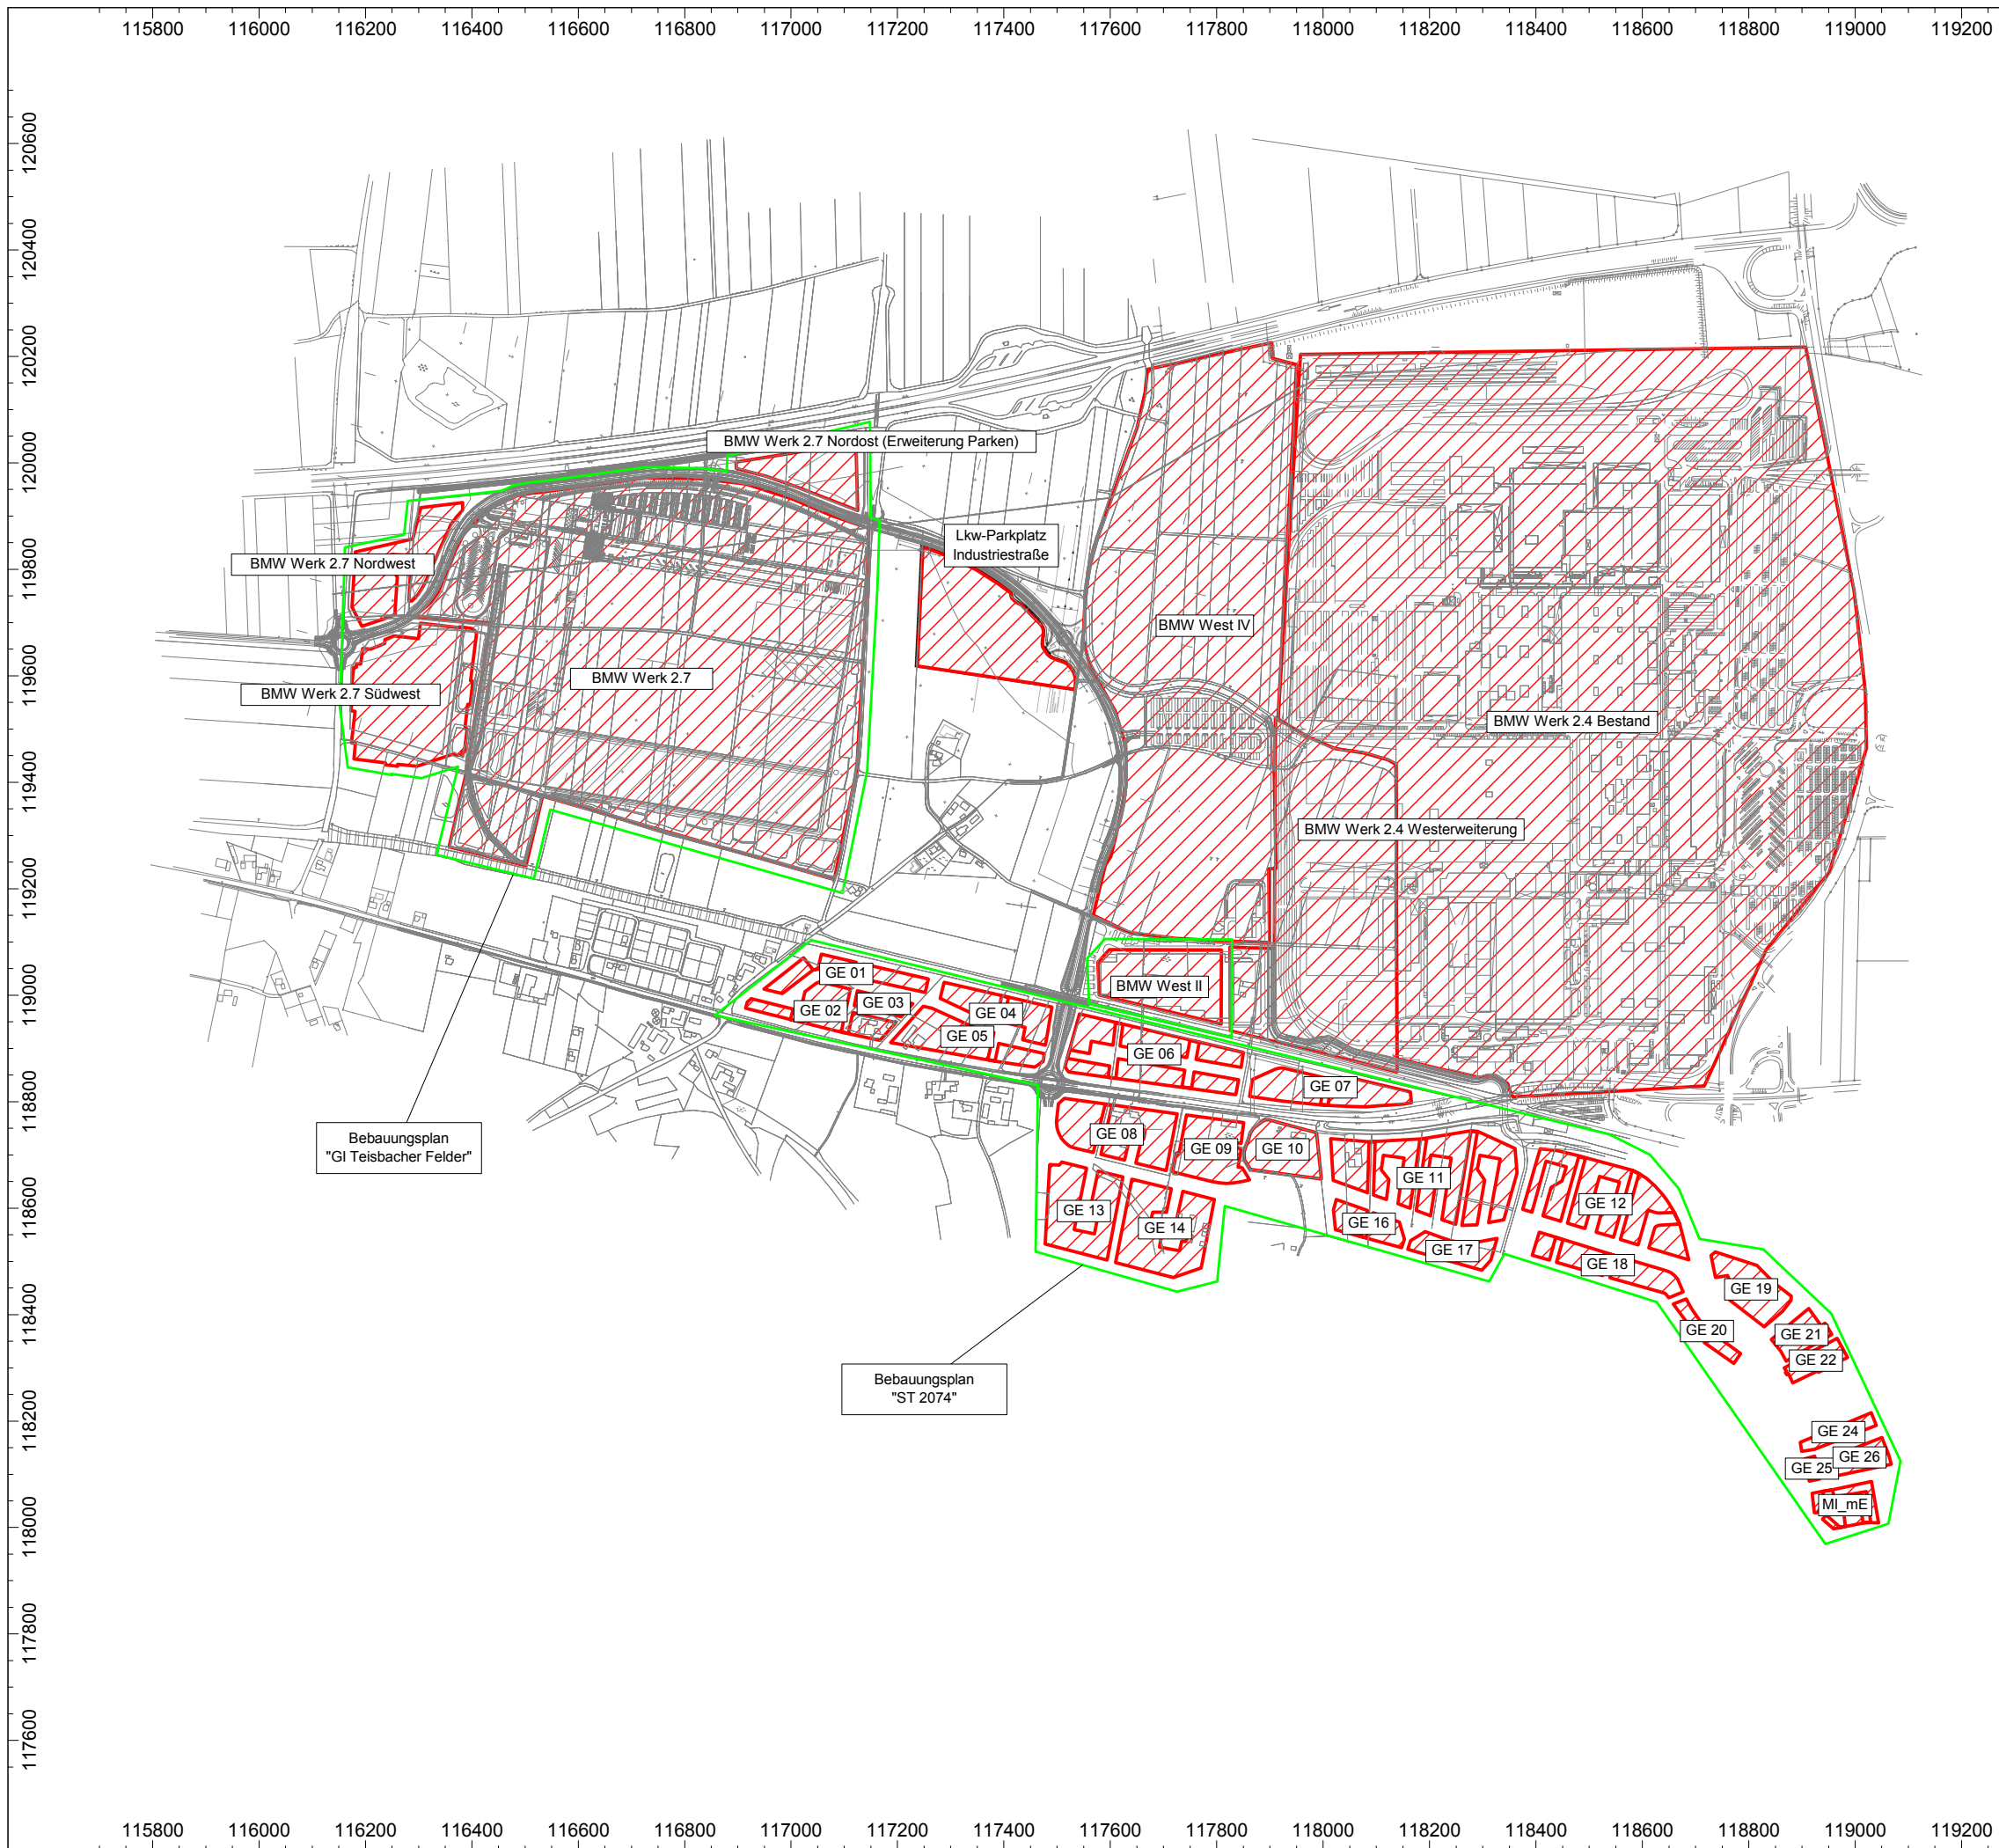 115800 116000 116200 116400 116600 116800 117000 117200 117400 117600 117800 118000 118200 118400 118600 118800 119000 119200
120600
120400
120200
120000
119800
119600
119400
119200
119000
118800
118600
118400
118200
118000
117800
117600
BMW Werk 2.7 Nordost (Erweiterung Parken)
Lkw-Parkplatz
Industriestraße
BMW Werk 2.7 Nordwest
BMW West IV
BMW Werk 2.7
BMW Werk 2.7 Südwest
BMW Werk 2.4 Bestand
BMW Werk 2.4 Westerweiterung
GE 01
BMW West II
GE 03
GE 02
GE 04
GE 05
GE 06
GE 07
Bebauungsplan
"GI Teisbacher Felder"
GE 08
GE 09
GE 10
GE 11
GE 12
GE 13
GE 14
GE 16
GE 17
GE 18
GE 19
GE 20
GE 21
GE 22
Bebauungsplan
"ST 2074"
GE 24
GE 26
GE 25
MI_mE
115800 116000 116200 116400 116600 116800 117000 117200 117400 117600 117800 118000 118200 118400 118600 118800 119000 119200